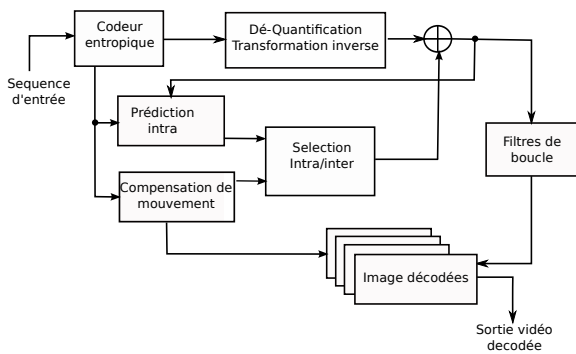 Codeur
entropique
Dé-Quantification
Transformation inverse
Sequence
d'entrée
Prédiction
intra
Selection
Intra/inter
Filtres de
boucle
Compensation de
mouvement
Image décodées
Sortie vidéo
decodée